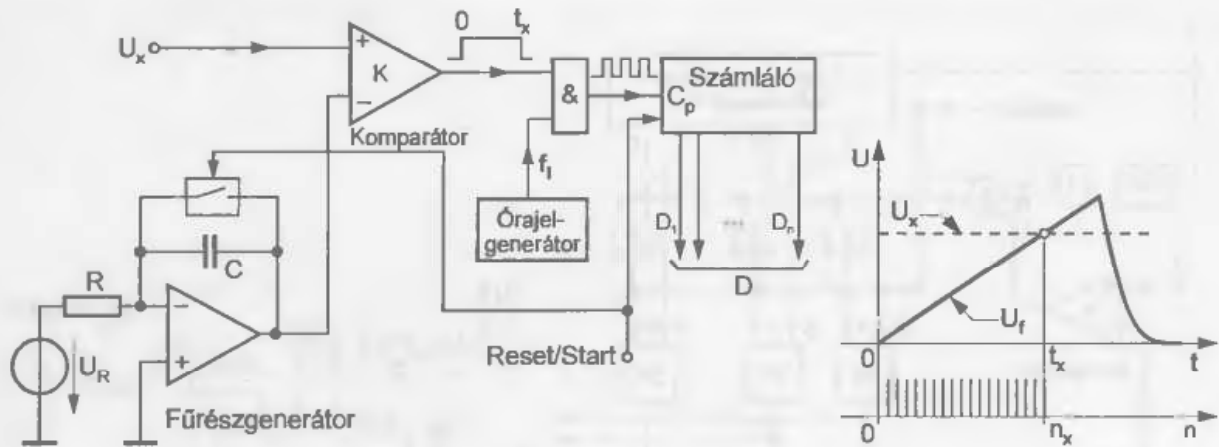 0 t_x
U_x
+
K
−
Komparátor
&
Számláló
C_p
f_I
Órajel-
generátor
D_1 ... D_n
D
R
C
−
+
U_R
Fűrészgenerátor
Reset/Start
U
U_x
U_f
0
t_x
t
n_x
n